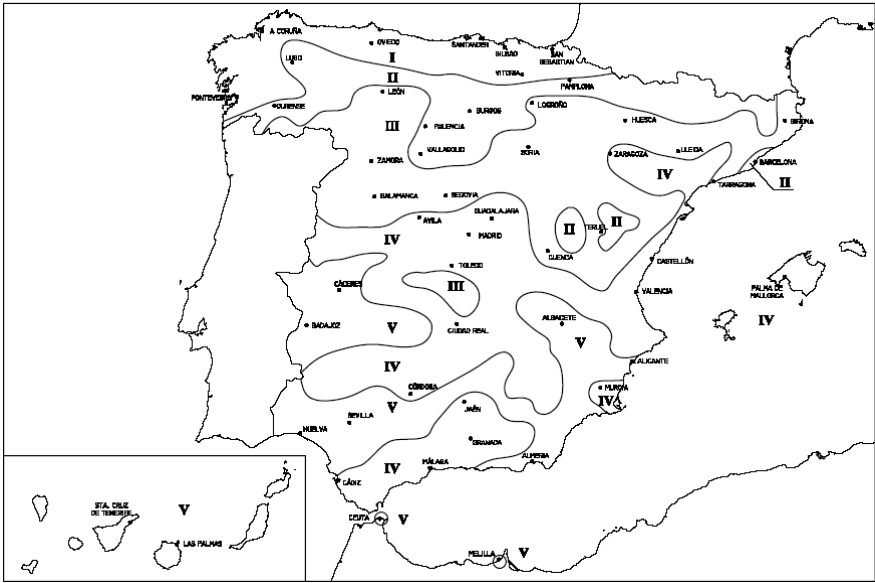 A CORUÑA
OVIEDO
SANTANDER
BILBAO
SAN
SEBASTIAN
LUGO
I
VITORIA
II
PAMPLONA
PONTEVEDRA
LEÓN
OURENSE
LOGROÑO
BURGOS
HUESCA
GIRONA
III
PALENCIA
VALLADOLID
SORIA
ZARAGOZA
LLEIDA
ZAMORA
BARCELONA
IV
TARRAGONA
II
SALAMANCA
SEGOVIA
AVILA
GUADALAJARA
II
II
TERUEL
IV
MADRID
CUENCA
CASTELLÓN
TOLEDO
CÁCERES
III
VALENCIA
PALMA DE
MALLORCA
ALBACETE
IV
BADAJOZ
V
CIUDAD REAL
V
IV
ALICANTE
CÓRDOBA
MURCIA
IV
V
JAÉN
SEVILLA
HUELVA
GRANADA
IV
MÁLAGA
ALMERIA
CÁDIZ
STA. CRUZ
DE TENERIFE
V
LAS PALMAS
CEUTA
V
MELILLA
V